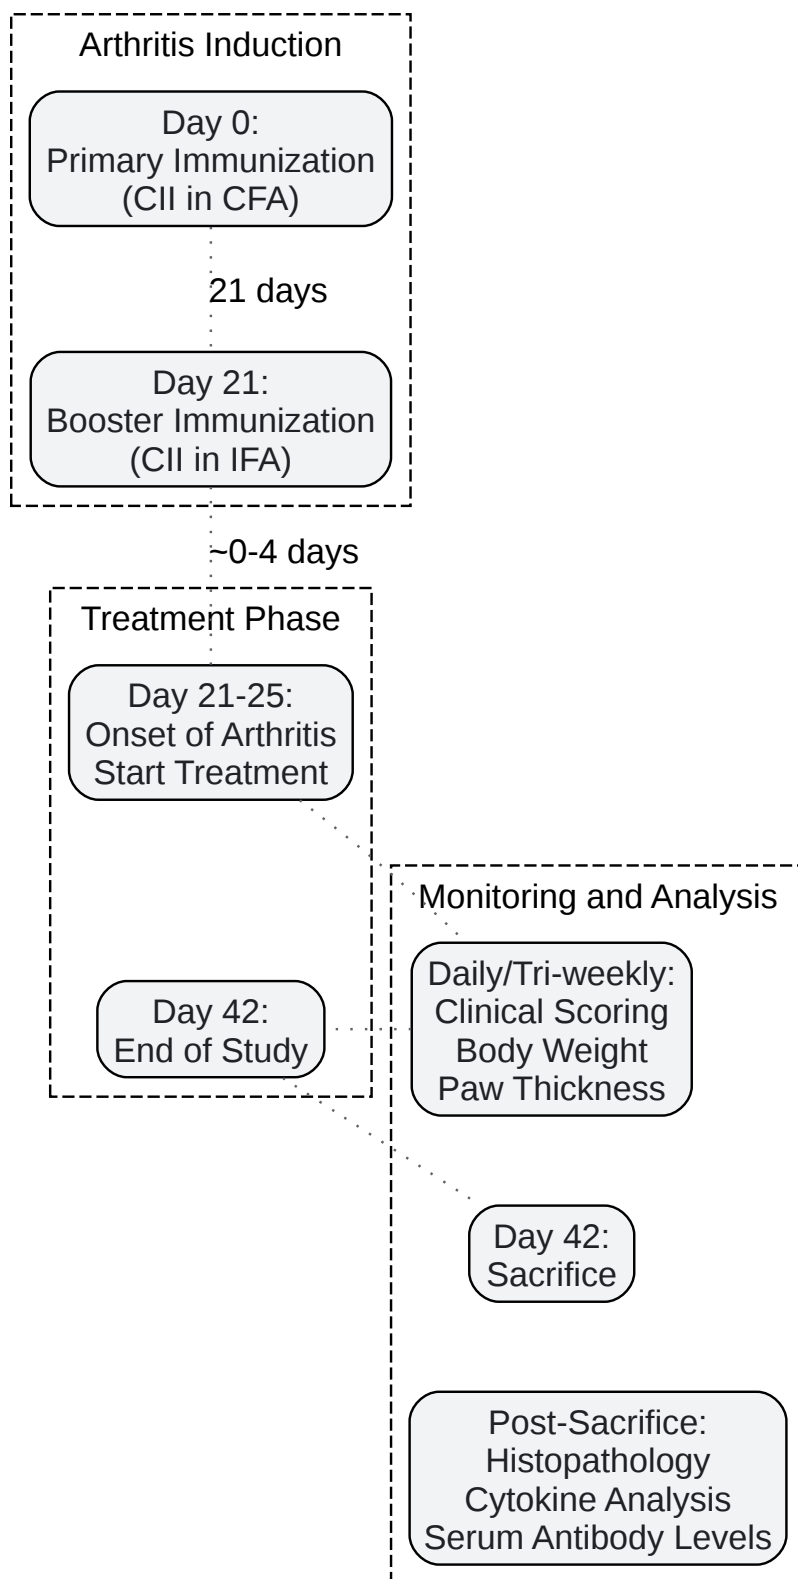 Arthritis Induction
Day 0:
Primary Immunization
(CII in CFA)
21 days
Day 21:
Booster Immunization
(CII in IFA)
~0-4 days
Treatment Phase
Day 21-25:
Onset of Arthritis
Start Treatment
Monitoring and Analysis
Daily/Tri-weekly:
Clinical Scoring
Body Weight
Paw Thickness
Day 42:
End of Study
Day 42:
Sacrifice
Post-Sacrifice:
Histopathology
Cytokine Analysis
Serum Antibody Levels